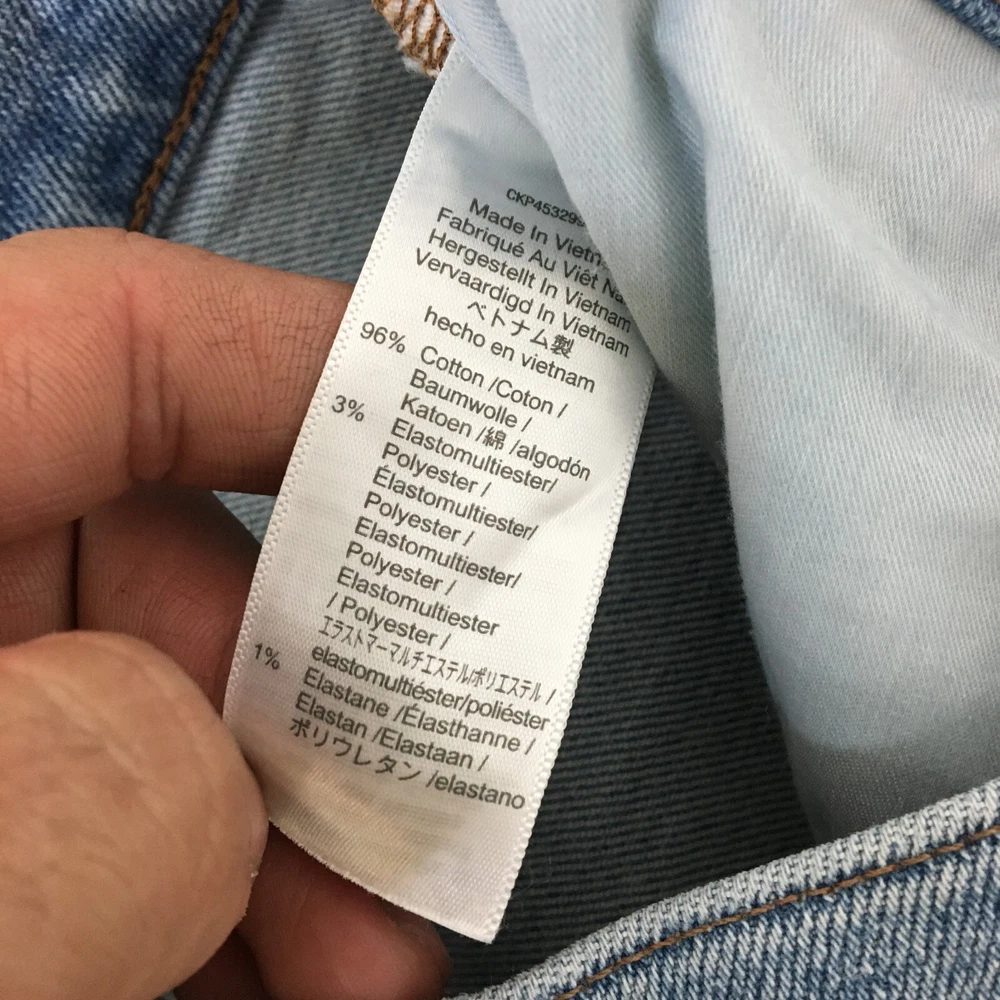 CKP453299
Made In
Fabriqué Au Viêt
Hergestellt In Vietnam
Vervaardigd In Vietnam
ベトナム製
hecho en vietnam
96% Cotton /Coton /
Baumwolle /
Katoen /綿 /algodón
3% Elastomultiester/
Polyester /
Élastomultiester/
Polyester /
Elastomultiester/
Polyester /
Elastomultiester
/ Polyester /
エラストマーマルチエステル/ポリエステル /
elastomultiéster/poliéster
1% Elastane /Élasthanne /
Elastan /Elastaan /
ポリウレタン /elastano